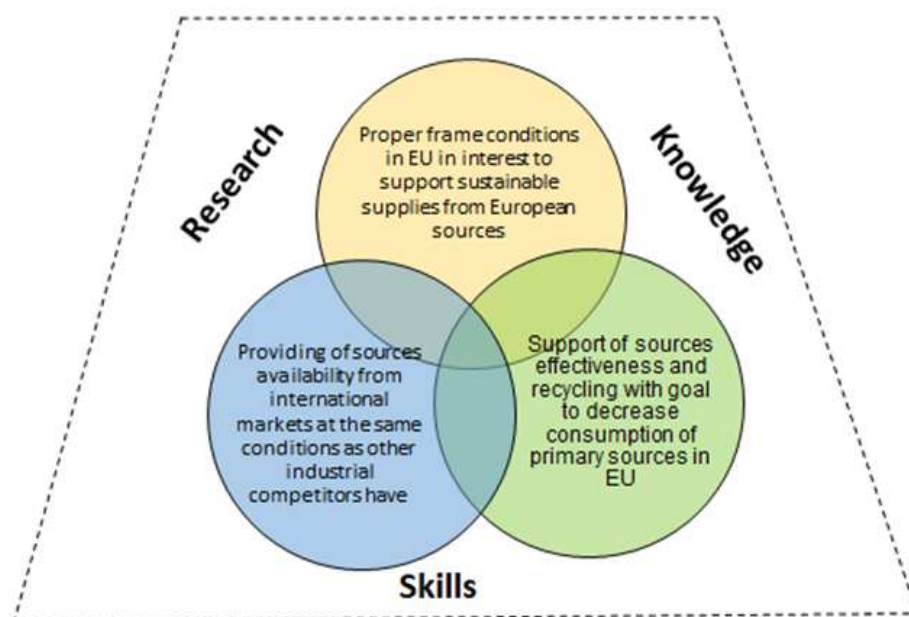 Research
Knowledge
Proper frame conditions
in EU in interest to
support sustainable
supplies from European
sources
Providing of sources
availability from
international
markets at the same
conditions as other
industrial
competitors have
Support of sources
effectiveness and
recycling with goal
to decrease
consumption of
primary sources in
EU
Skills